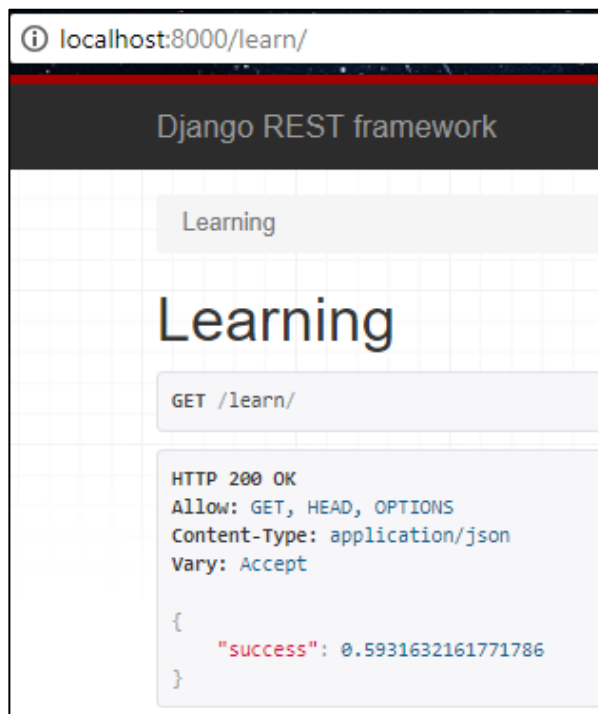 localhost:8000/learn/
Django REST framework
Learning
Learning
GET /learn/
HTTP 200 OK
Allow: GET, HEAD, OPTIONS
Content-Type: application/json
Vary: Accept
{
    "success": 0.5931632161771786
}